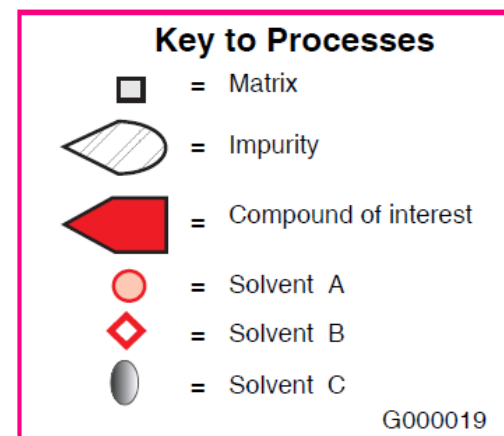 Key to Processes
= Matrix
= Impurity
= Compound of interest
= Solvent A
= Solvent B
= Solvent C
G000019